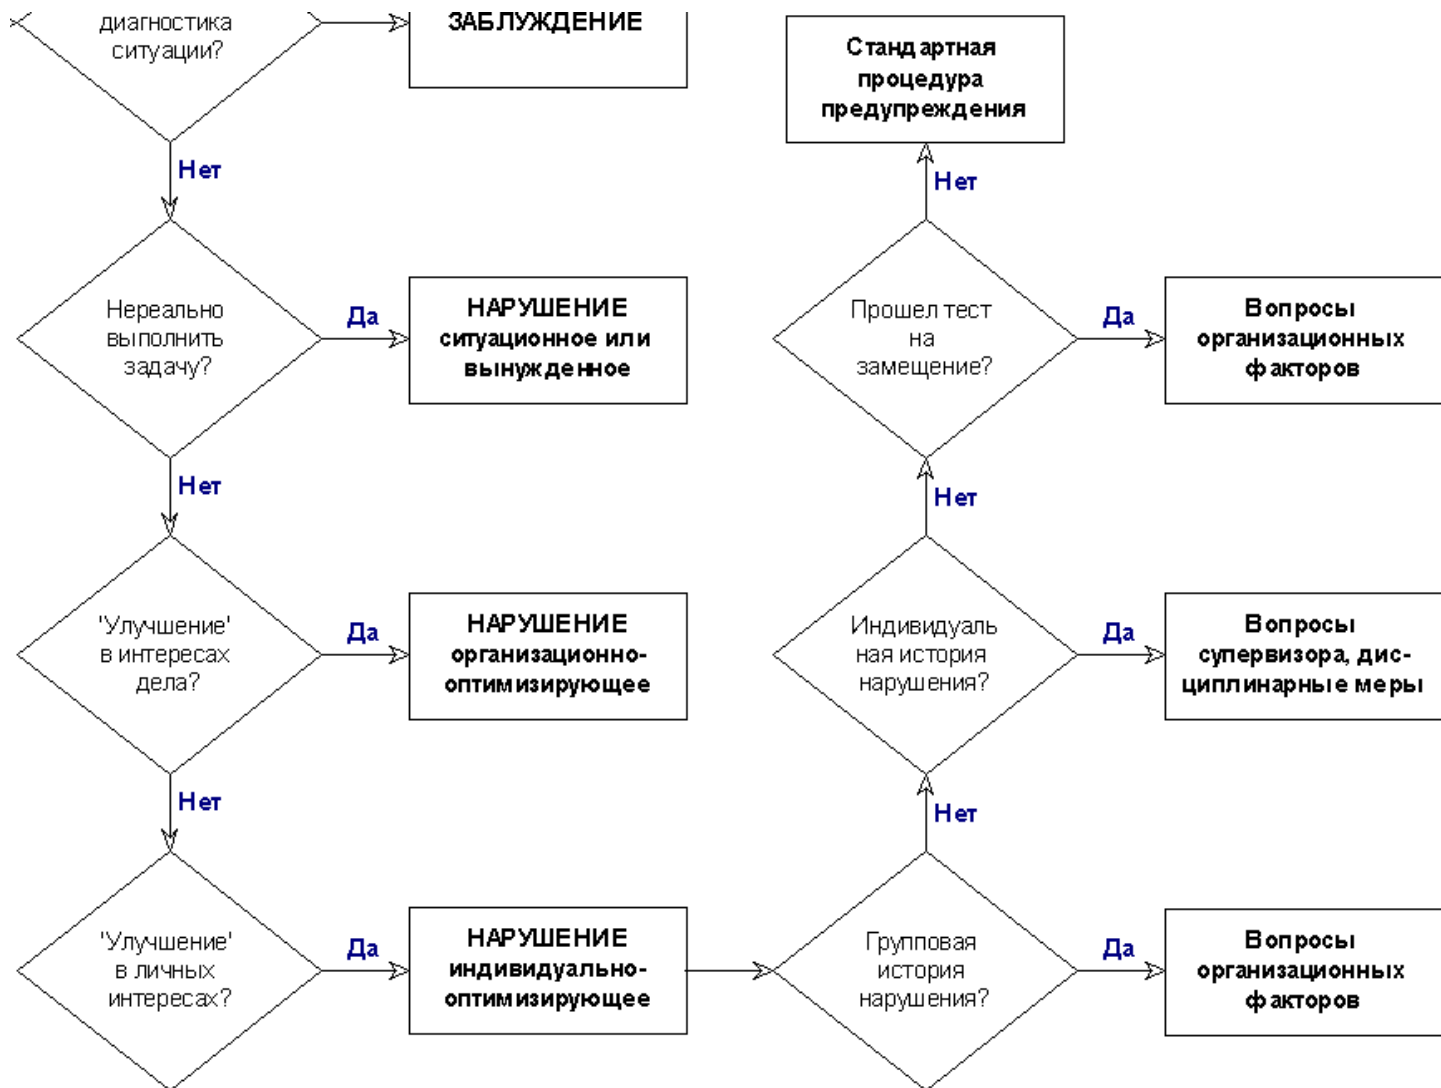 диагностика
ситуации?
ЗАБЛУЖДЕНИЕ
Стандартная
процедура
предупреждения
Нет
Нет
Нереально
выполнить
задачу?
Да
НАРУШЕНИЕ
ситуационное или
вынужденное
Прошел тест
на
замещение?
Да
Вопросы
организационных
факторов
Нет
Нет
'Улучшение'
в интересах
дела?
Да
НАРУШЕНИЕ
организационно-
оптимизирующее
Индивидуаль
ная история
нарушения?
Да
Вопросы
супервизора, дис-
циплинарные меры
Нет
Нет
'Улучшение'
в личных
интересах?
Да
НАРУШЕНИЕ
индивидуально-
оптимизирующее
Групповая
история
нарушения?
Да
Вопросы
организационных
факторов